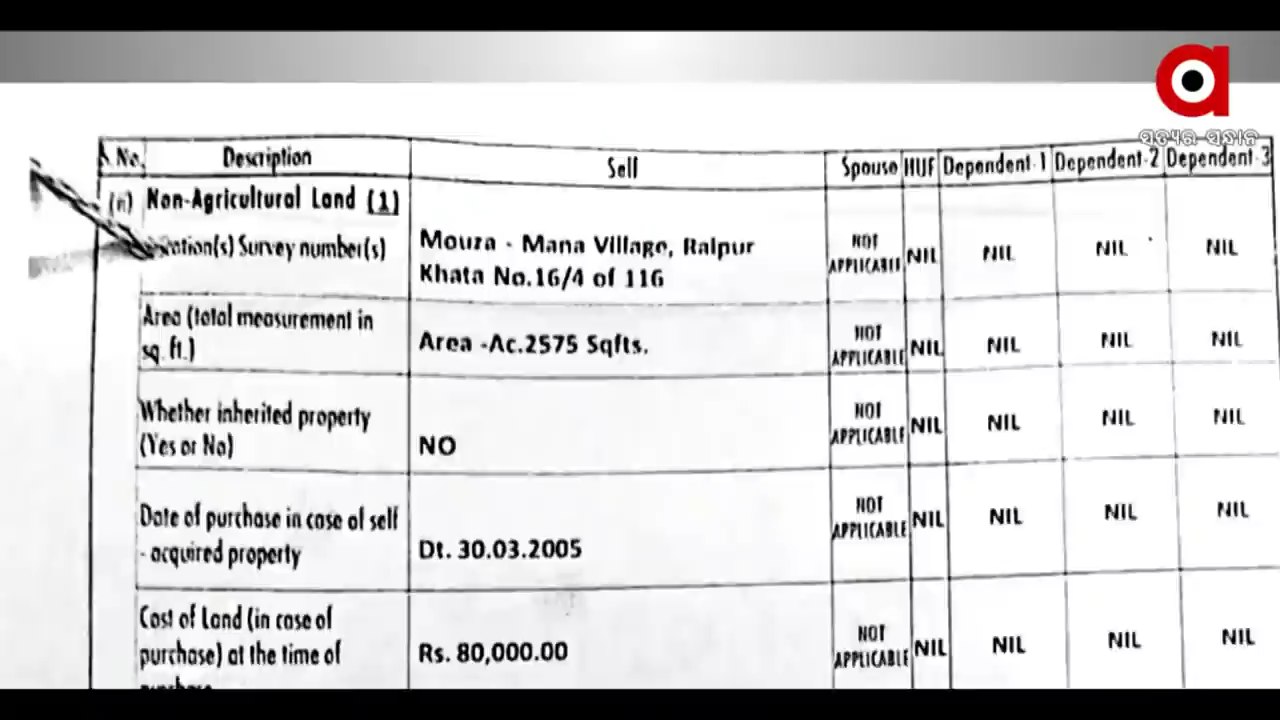 ସତ୍ୟର ସନ୍ଧାନ
S.No. Description Self Spouse HUF Dependent-1 Dependent-2 Dependent-3
Non-Agricultural Land (1)
Survey number(s) Mouza - Mana Village, Raipur NOT APPLICABLE NIL NIL NIL NIL
Khata No.16/4 of 116
Area (total measurement in
sq.ft.) Area -Ac.2575 Sqfts. NOT APPLICABLE NIL NIL NIL NIL
Whether inherited property
(Yes or No) NO NOT APPLICABLE NIL NIL NIL NIL
Date of purchase in case of self
- acquired property Dt. 30.03.2005 NOT APPLICABLE NIL NIL NIL NIL
Cost of Land (in case of
purchase) at the time of Rs. 80,000.00 NOT APPLICABLE NIL NIL NIL NIL